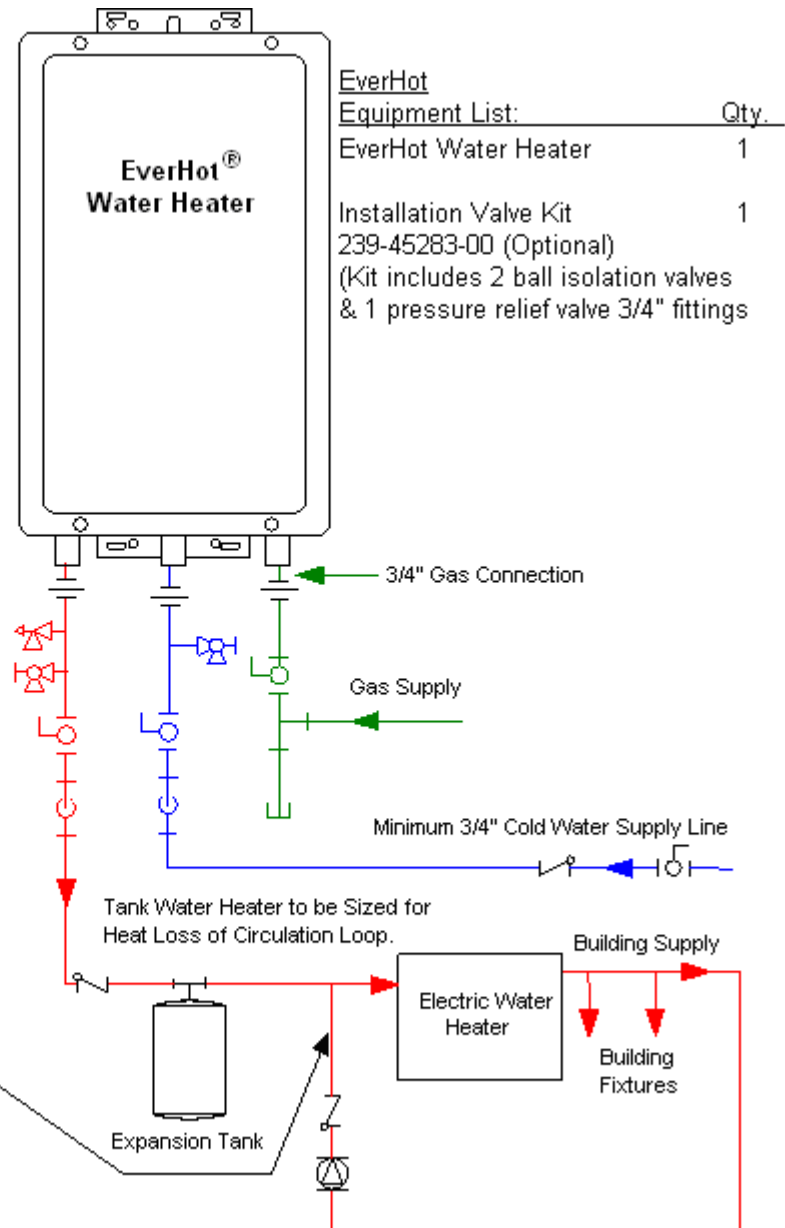 EverHot
Equipment List: Qty.
EverHot Water Heater 1
EverHot®
Water Heater
Installation Valve Kit 1
239-45283-00 (Optional)
(Kit includes 2 ball isolation valves
& 1 pressure relief valve 3/4" fittings
3/4" Gas Connection
Gas Supply
Minimum 3/4" Cold Water Supply Line
Tank Water Heater to be Sized for
Heat Loss of Circulation Loop.
Building Supply
Electric Water
Heater
Building
Fixtures
Expansion Tank